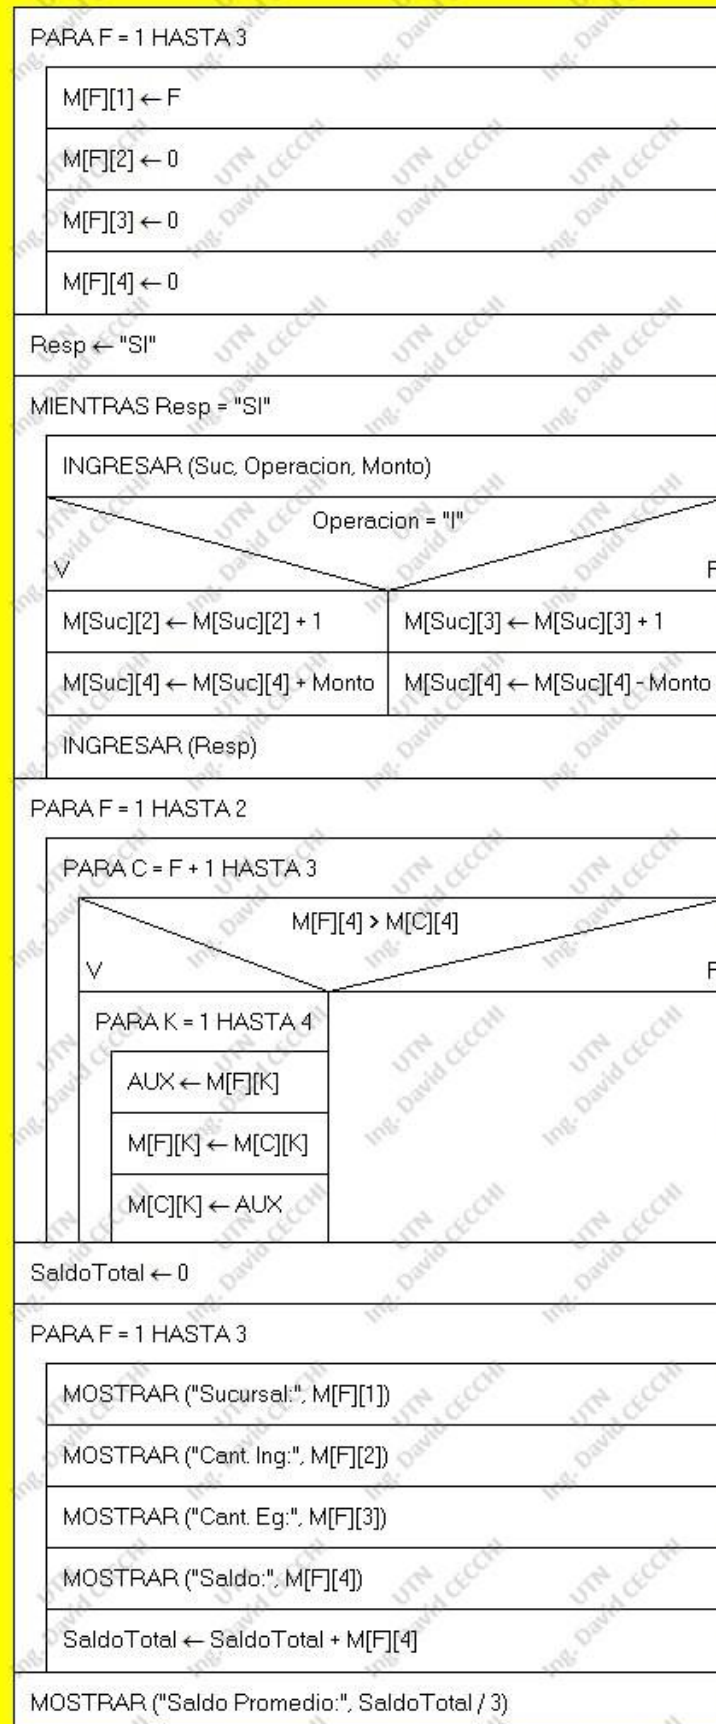 PARA F = 1 HASTA 3
M[F][1] ← F
M[F][2] ← 0
M[F][3] ← 0
M[F][4] ← 0
Resp ← "SI"
MIENTRAS Resp = "SI"
INGRESAR (Suc, Operacion, Monto)
Operacion = "I"
V F
M[Suc][2] ← M[Suc][2] + 1 M[Suc][3] ← M[Suc][3] + 1
M[Suc][4] ← M[Suc][4] + Monto M[Suc][4] ← M[Suc][4] - Monto
INGRESAR (Resp)
PARA F = 1 HASTA 2
PARA C = F + 1 HASTA 3
M[F][4] > M[C][4]
V F
PARA K = 1 HASTA 4
AUX ← M[F][K]
M[F][K] ← M[C][K]
M[C][K] ← AUX
SaldoTotal ← 0
PARA F = 1 HASTA 3
MOSTRAR ("Sucursal:", M[F][1])
MOSTRAR ("Cant. Ing:", M[F][2])
MOSTRAR ("Cant. Eg:", M[F][3])
MOSTRAR ("Saldo:", M[F][4])
SaldoTotal ← SaldoTotal + M[F][4]
MOSTRAR ("Saldo Promedio:", SaldoTotal / 3)
UTN
Ing. David CECCHI